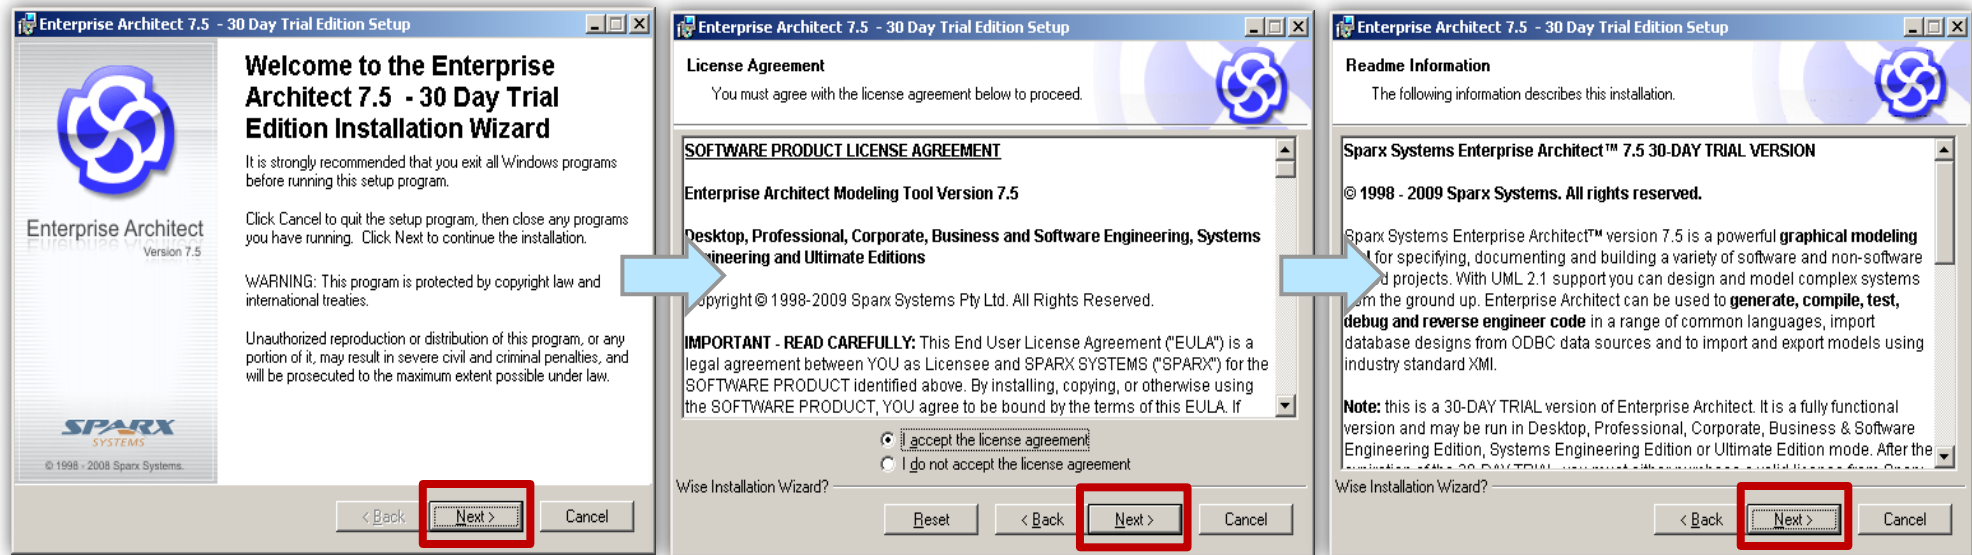 Enterprise Architect 7.5  - 30 Day Trial Edition Setup
Welcome to the Enterprise
Architect 7.5  - 30 Day Trial
Edition Installation Wizard
It is strongly recommended that you exit all Windows programs
before running this setup program.
Click Cancel to quit the setup program, then close any programs
you have running.  Click Next to continue the installation.
WARNING: This program is protected by copyright law and
international treaties.
Unauthorized reproduction or distribution of this program, or any
portion of it, may result in severe civil and criminal penalties, and
will be prosecuted to the maximum extent possible under law.
Enterprise Architect
Version 7.5
SPARX
SYSTEMS
© 1998 - 2008 Sparx Systems.
< Back
Next >
Cancel
Enterprise Architect 7.5  - 30 Day Trial Edition Setup
License Agreement
You must agree with the license agreement below to proceed.
SOFTWARE PRODUCT LICENSE AGREEMENT
Enterprise Architect Modeling Tool Version 7.5
Desktop, Professional, Corporate, Business and Software Engineering, Systems
and Ultimate Editions
© 1998-2009 Sparx Systems Pty Ltd. All Rights Reserved.
IMPORTANT - READ CAREFULLY: This End User License Agreement ("EULA") is a
legal agreement between YOU as Licensee and SPARX SYSTEMS ("SPARX") for the
SOFTWARE PRODUCT identified above. By installing, copying, or otherwise using
the SOFTWARE PRODUCT, YOU agree to be bound by the terms of this EULA. If
I accept the license agreement
I do not accept the license agreement
Wise Installation Wizard?
Reset
< Back
Next >
Cancel
Enterprise Architect 7.5  - 30 Day Trial Edition Setup
Readme Information
The following information describes this installation.
Sparx Systems Enterprise Architect™ 7.5 30-DAY TRIAL VERSION
© 1998 - 2009 Sparx Systems. All rights reserved.
Sparx Systems Enterprise Architect™ version 7.5 is a powerful graphical modeling
for specifying, documenting and building a variety of software and non-software
projects. With UML 2.1 support you can design and model complex systems
the ground up. Enterprise Architect can be used to generate, compile, test,
debug and reverse engineer code in a range of common languages, import
database designs from ODBC data sources and to import and export models using
industry standard XMI.
Note: this is a 30-DAY TRIAL version of Enterprise Architect. It is a fully functional
version and may be run in Desktop, Professional, Corporate, Business & Software
Engineering Edition, Systems Engineering Edition or Ultimate Edition mode. After the
Wise Installation Wizard?
< Back
Next >
Cancel